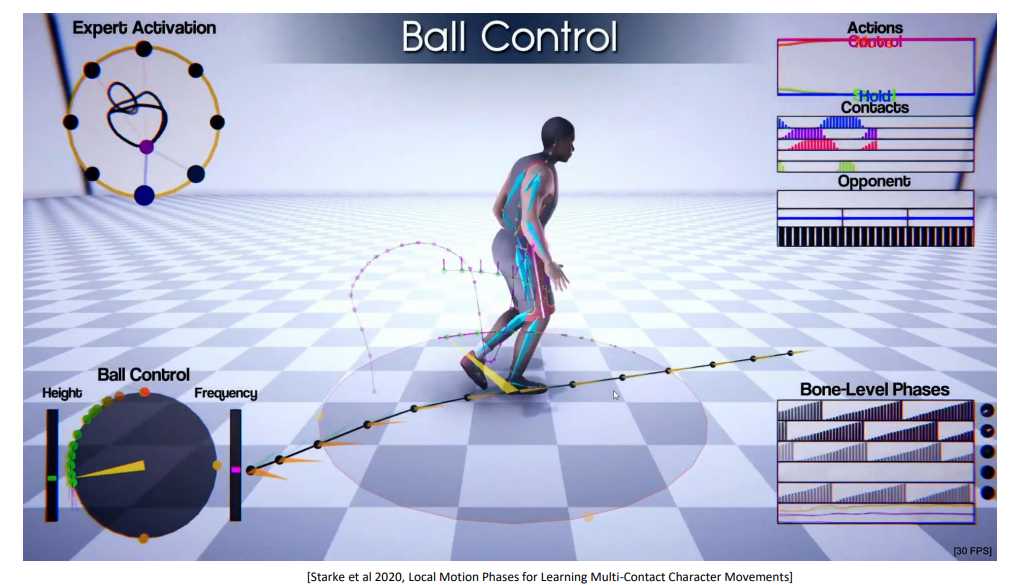 Expert Activation
Ball Control
Actions
Control
Hold
Contacts
Opponent
Ball Control
Height
Frequency
Bone-Level Phases
[30 FPS]
[Starke et al 2020, Local Motion Phases for Learning Multi-Contact Character Movements]